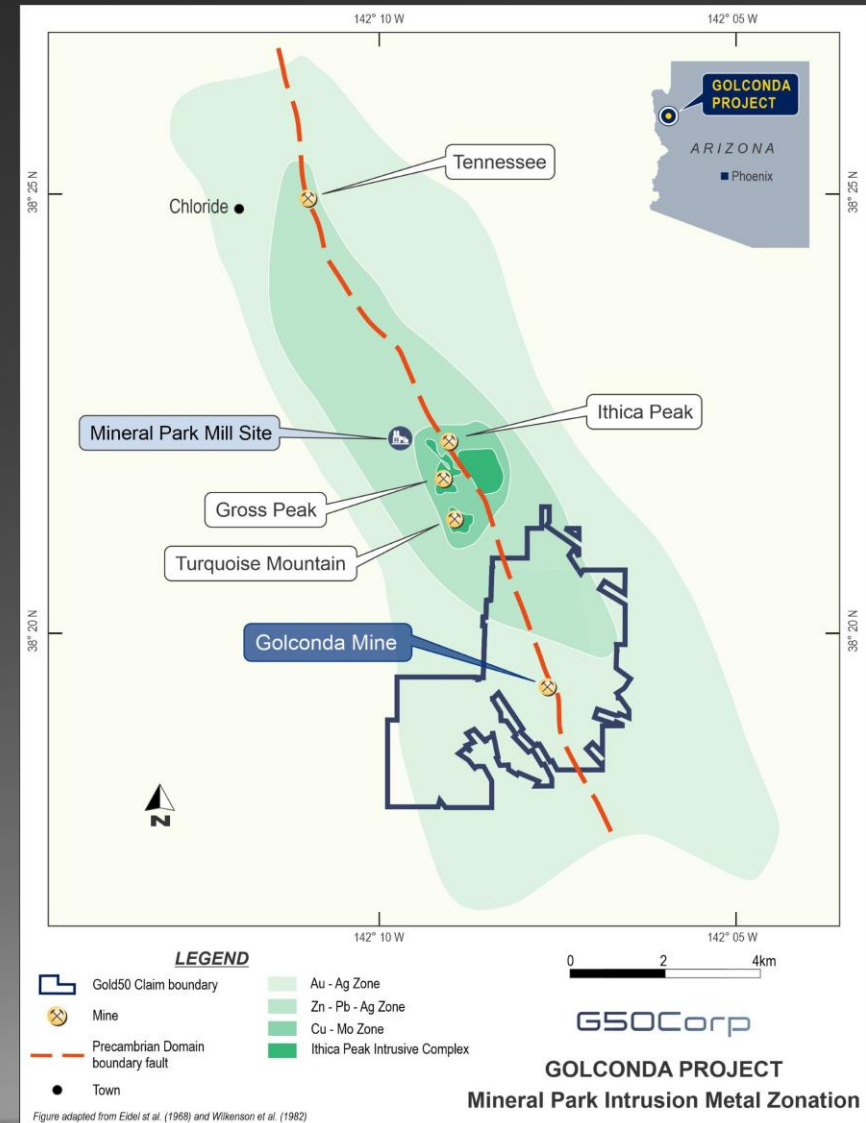 142° 10 W
142° 05 W
GOLCONDA
PROJECT
ARIZONA
Phoenix
Tennessee
38° 25 N
38° 25 N
Chloride
Ithica Peak
Mineral Park Mill Site
Gross Peak
Turquoise Mountain
38° 20 N
38° 20 N
Golconda Mine
N
142° 10 W
142° 05 W
LEGEND
Gold50 Claim boundary
Mine
Precambrian Domain
boundary fault
Town
Au - Ag Zone
Zn - Pb - Ag Zone
Cu - Mo Zone
Ithica Peak Intrusive Complex
0 2 4km
G50Corp
GOLCONDA PROJECT
Mineral Park Intrusion Metal Zonation
Figure adapted from Eidel st al. (1968) and Wilkenson et al. (1982)